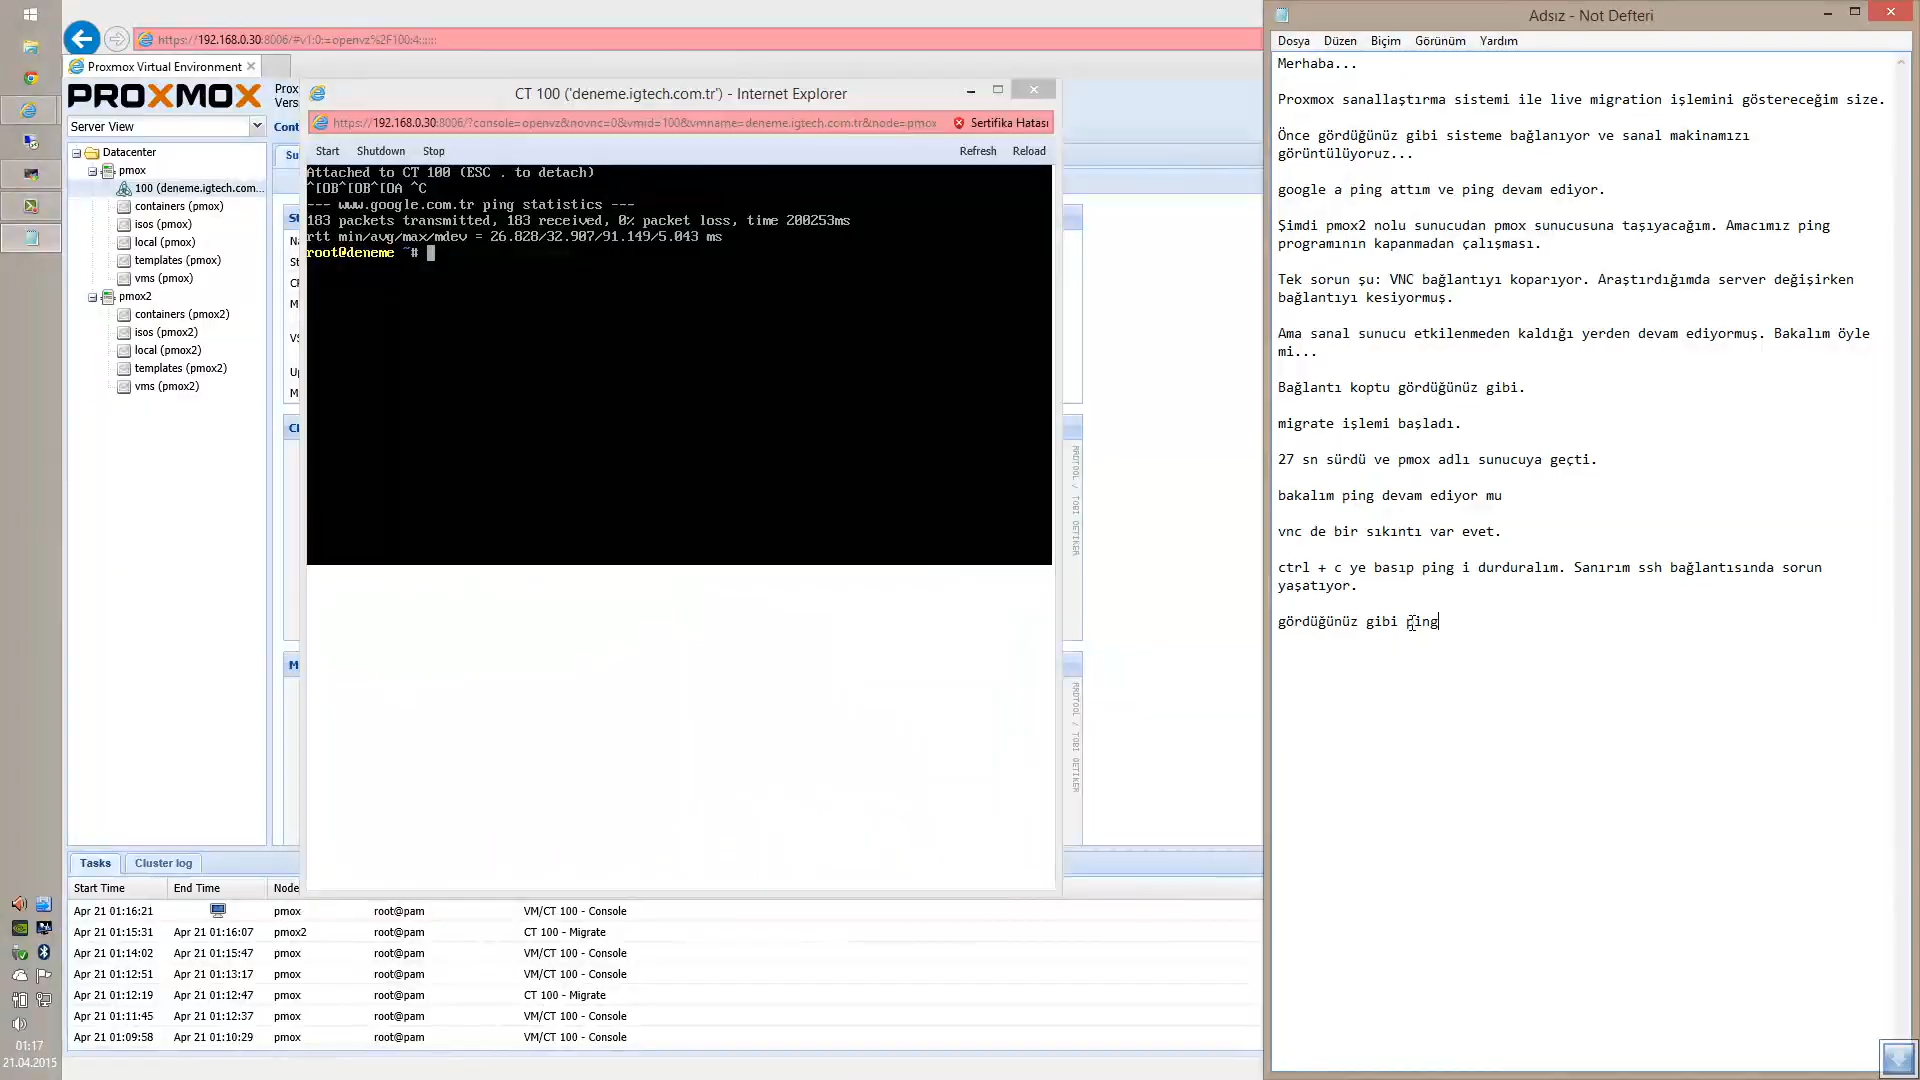 https://192.168.0.30:8006/#v1:0:=openvz%2F100:4::::::
Proxmox Virtual Environment
PROXMOX
Prox
Vers
Server View
Cont
Datacenter
pmox
100 (deneme.igtech.com...
containers (pmox)
isos (pmox)
local (pmox)
templates (pmox)
vms (pmox)
pmox2
containers (pmox2)
isos (pmox2)
local (pmox2)
templates (pmox2)
vms (pmox2)
Su
CT 100 ('deneme.igtech.com.tr') - Internet Explorer
https://192.168.0.30:8006/?console=openvz&novnc=0&vmid=100&vmname=deneme.igtech.com.tr&node=pmox
Sertifika Hatası
Start Shutdown Stop Refresh Reload
Attached to CT 100 (ESC . to detach)
^[OB^[OB^[OA ^C
--- www.google.com.tr ping statistics ---
183 packets transmitted, 183 received, 0% packet loss, time 200253ms
rtt min/avg/max/mdev = 26.828/32.907/91.149/5.043 ms
root@deneme ~#
RRDTOOL / TOBI OETIKER
RRDTOOL / TOBI OETIKER
Tasks Cluster log
Start Time End Time Node
Apr 21 01:16:21 pmox root@pam VM/CT 100 - Console
Apr 21 01:15:31 Apr 21 01:16:07 pmox2 root@pam CT 100 - Migrate
Apr 21 01:14:02 Apr 21 01:15:47 pmox root@pam VM/CT 100 - Console
Apr 21 01:12:51 Apr 21 01:13:17 pmox root@pam VM/CT 100 - Console
Apr 21 01:12:19 Apr 21 01:12:47 pmox root@pam CT 100 - Migrate
Apr 21 01:11:45 Apr 21 01:12:37 pmox root@pam VM/CT 100 - Console
Apr 21 01:09:58 Apr 21 01:10:29 pmox root@pam VM/CT 100 - Console
01:17
21.04.2015
Adsız - Not Defteri
Dosya Düzen Biçim Görünüm Yardım
Merhaba...
Proxmox sanallaştırma sistemi ile live migration işlemini göstereceğim size.
Önce gördüğünüz gibi sisteme bağlanıyor ve sanal makinamızı
görüntülüyoruz...
google a ping attım ve ping devam ediyor.
Şimdi pmox2 nolu sunucudan pmox sunucusuna taşıyacağım. Amacımız ping
programının kapanmadan çalışması.
Tek sorun şu: VNC bağlantıyı koparıyor. Araştırdığımda server değişirken
bağlantıyı kesiyormuş.
Ama sanal sunucu etkilenmeden kaldığı yerden devam ediyormuş. Bakalım öyle
mi...
Bağlantı koptu gördüğünüz gibi.
migrate işlemi başladı.
27 sn sürdü ve pmox adlı sunucuya geçti.
bakalım ping devam ediyor mu
vnc de bir sıkıntı var evet.
ctrl + c ye basıp ping i durduralım. Sanırım ssh bağlantısında sorun
yaşatıyor.
gördüğünüz gibi ping